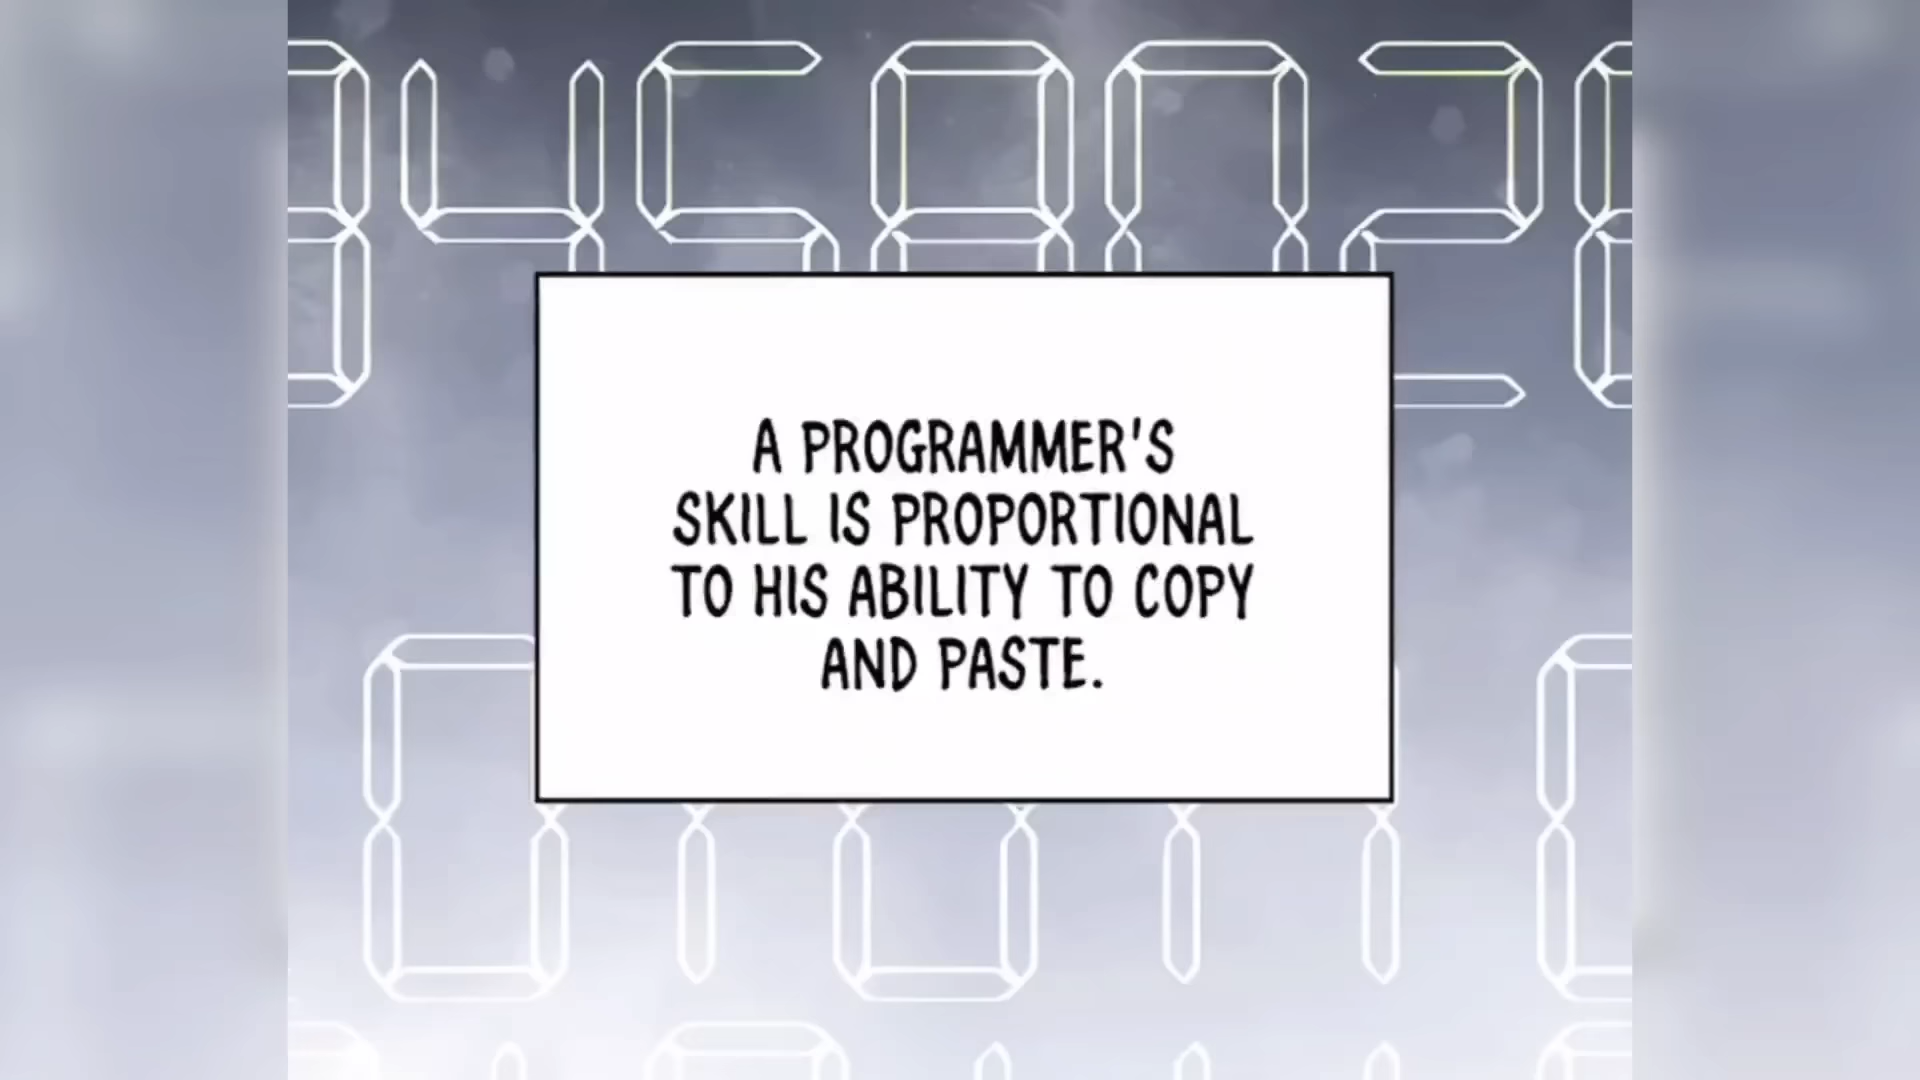 A PROGRAMMER'S
SKILL IS PROPORTIONAL
TO HIS ABILITY TO COPY
AND PASTE.